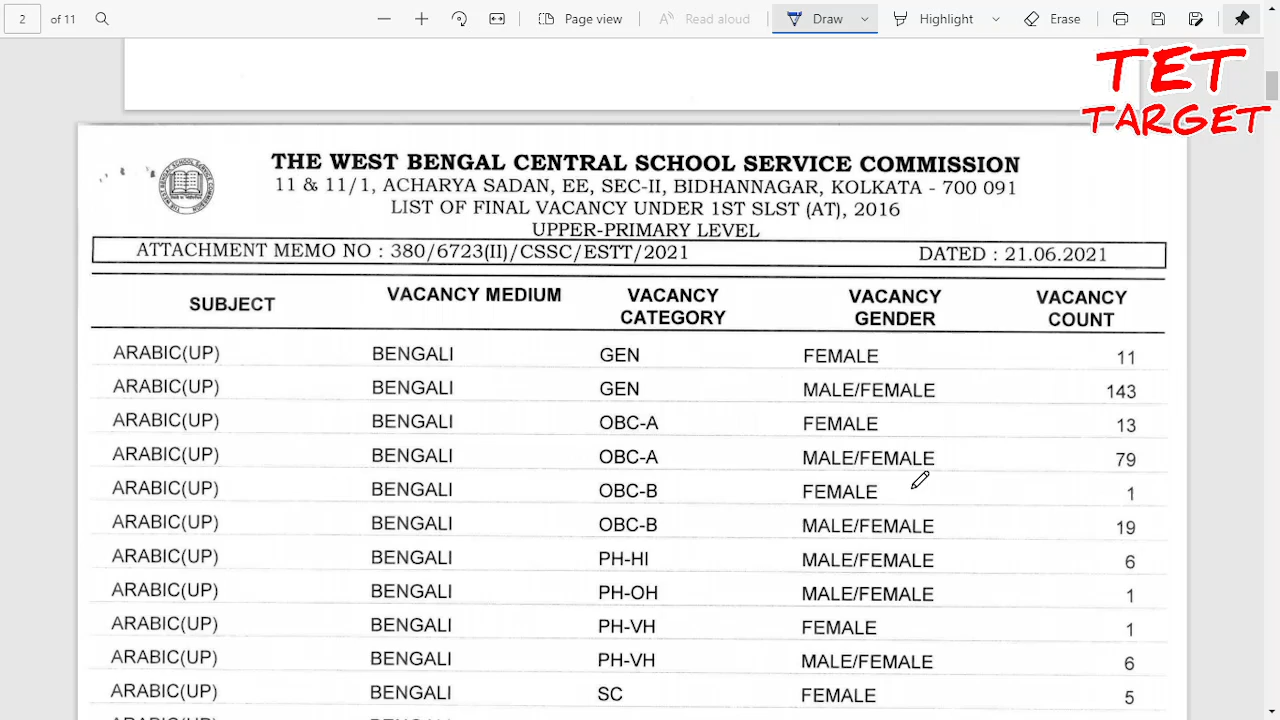 2 of 11 Page view Read aloud Draw Highlight Erase
TET
TARGET
THE WEST BENGAL CENTRAL SCHOOL SERVICE COMMISSION
11 & 11/1, ACHARYA SADAN, EE, SEC-II, BIDHANNAGAR, KOLKATA - 700 091
LIST OF FINAL VACANCY UNDER 1ST SLST (AT), 2016
UPPER-PRIMARY LEVEL
ATTACHMENT MEMO NO : 380/6723(II)/CSSC/ESTT/2021 DATED : 21.06.2021
SUBJECT VACANCY MEDIUM VACANCY CATEGORY VACANCY GENDER VACANCY COUNT
ARABIC(UP) BENGALI GEN FEMALE 11
ARABIC(UP) BENGALI GEN MALE/FEMALE 143
ARABIC(UP) BENGALI OBC-A FEMALE 13
ARABIC(UP) BENGALI OBC-A MALE/FEMALE 79
ARABIC(UP) BENGALI OBC-B FEMALE 1
ARABIC(UP) BENGALI OBC-B MALE/FEMALE 19
ARABIC(UP) BENGALI PH-HI MALE/FEMALE 6
ARABIC(UP) BENGALI PH-OH MALE/FEMALE 1
ARABIC(UP) BENGALI PH-VH FEMALE 1
ARABIC(UP) BENGALI PH-VH MALE/FEMALE 6
ARABIC(UP) BENGALI SC FEMALE 5